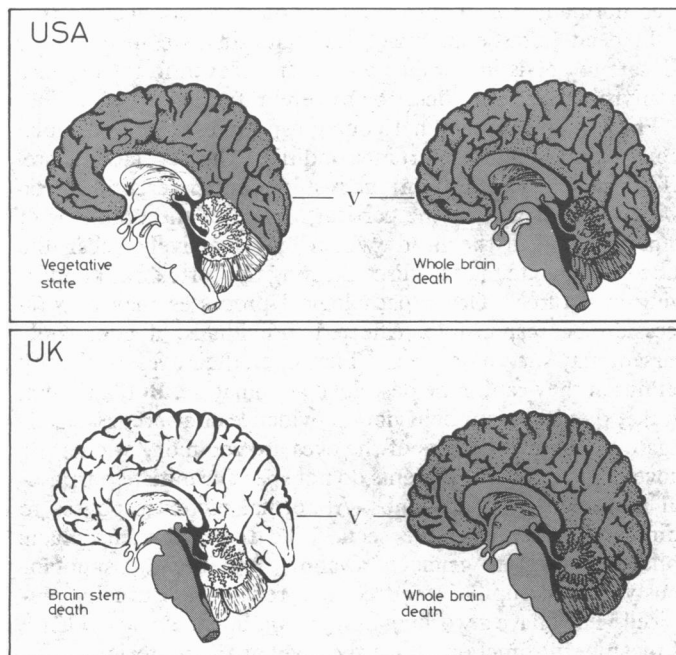 USA
V
Vegetative
state
Whole brain
death
UK
V
Brain stem
death
Whole brain
death